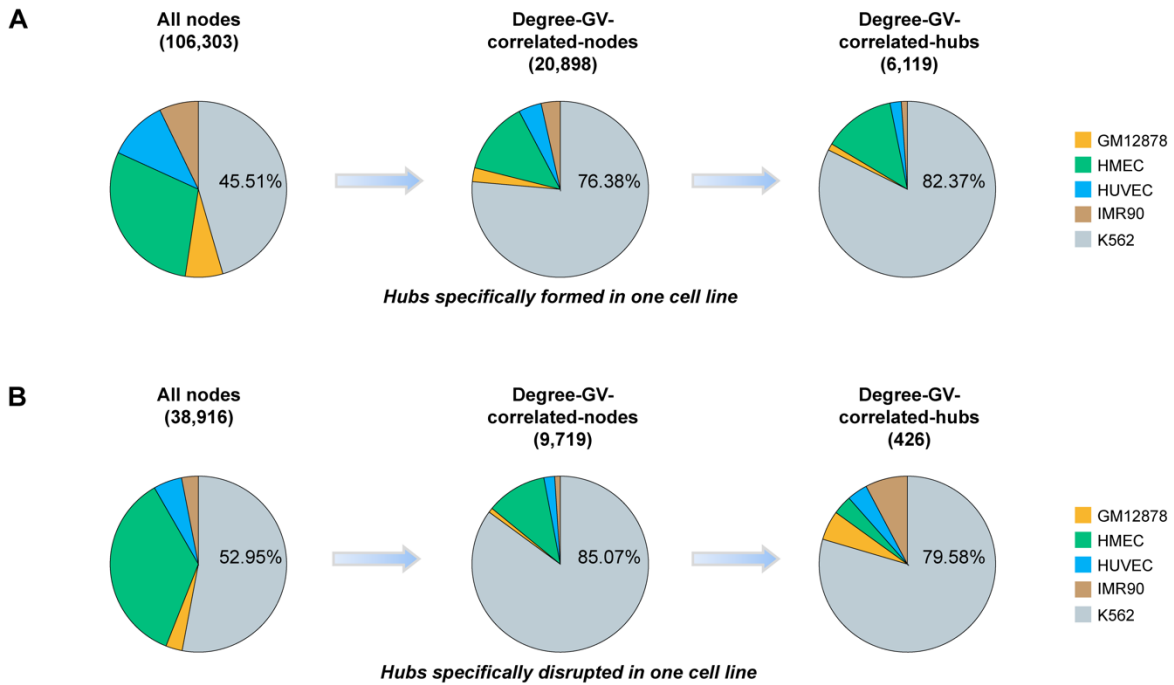 A
All nodes
(106,303)
Degree-GV-
correlated-nodes
(20,898)
Degree-GV-
correlated-hubs
(6,119)
45.51%
76.38%
82.37%
GM12878
HMEC
HUVEC
IMR90
K562
Hubs specifically formed in one cell line
B
All nodes
(38,916)
Degree-GV-
correlated-nodes
(9,719)
Degree-GV-
correlated-hubs
(426)
52.95%
85.07%
79.58%
GM12878
HMEC
HUVEC
IMR90
K562
Hubs specifically disrupted in one cell line